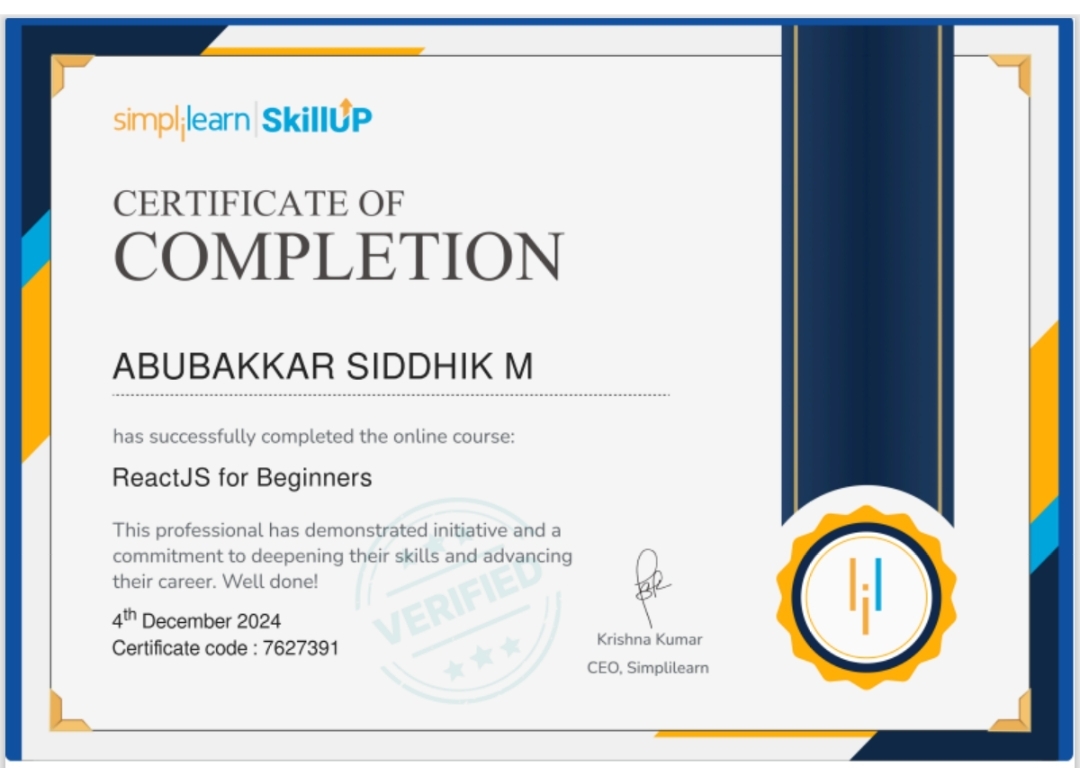 simplilearn | SkillUP
CERTIFICATE OF
COMPLETION
ABUBAKKAR SIDDHIK M
has successfully completed the online course:
ReactJS for Beginners
This professional has demonstrated initiative and a
commitment to deepening their skills and advancing
their career. Well done!
VERIFIED
4th December 2024
Certificate code : 7627391
Krishna Kumar
CEO, Simplilearn